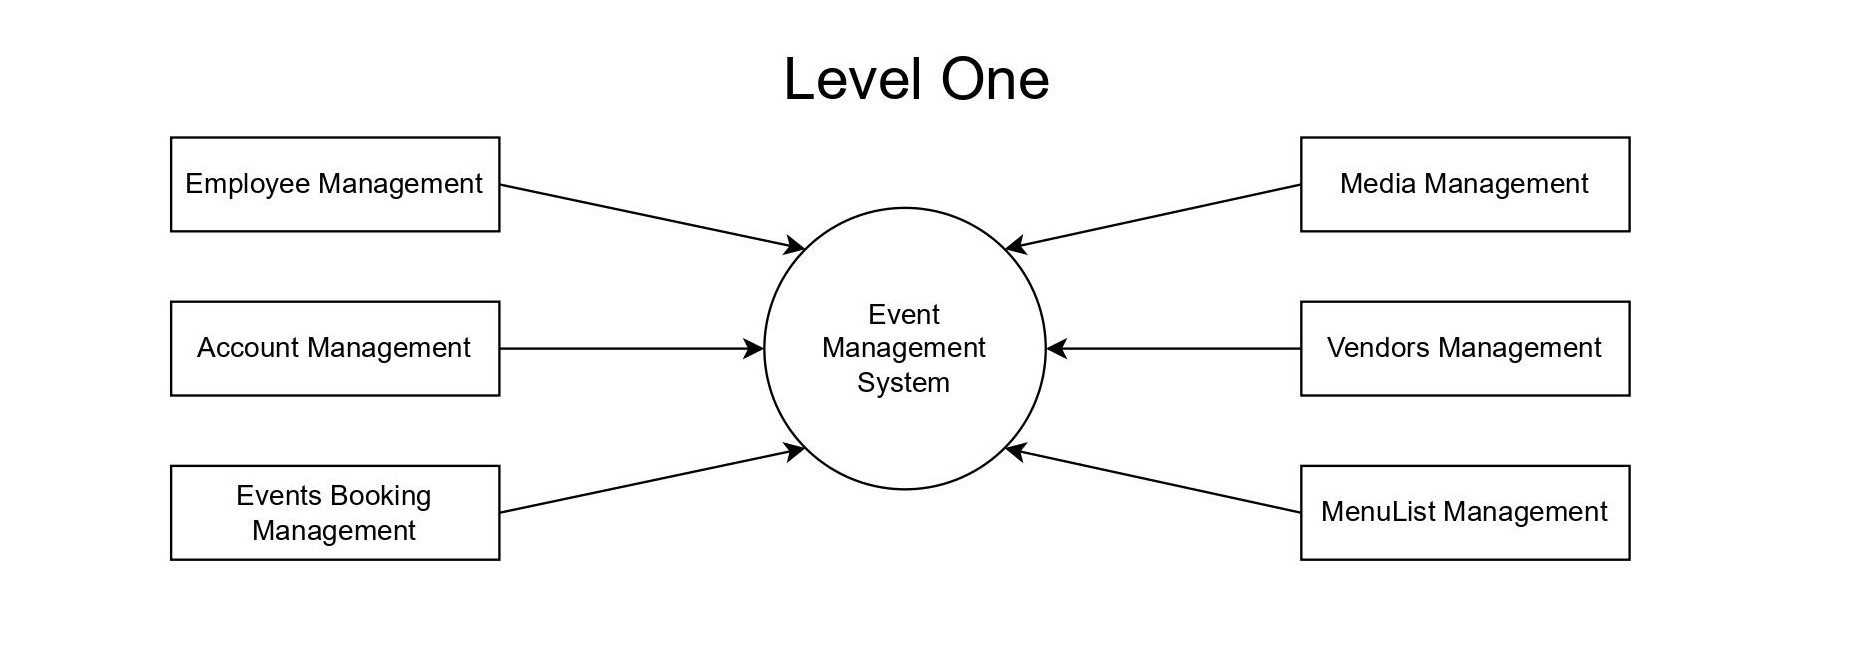 Level One
Employee Management
Media Management
Event
Management
System
Account Management
Vendors Management
Events Booking
Management
MenuList Management